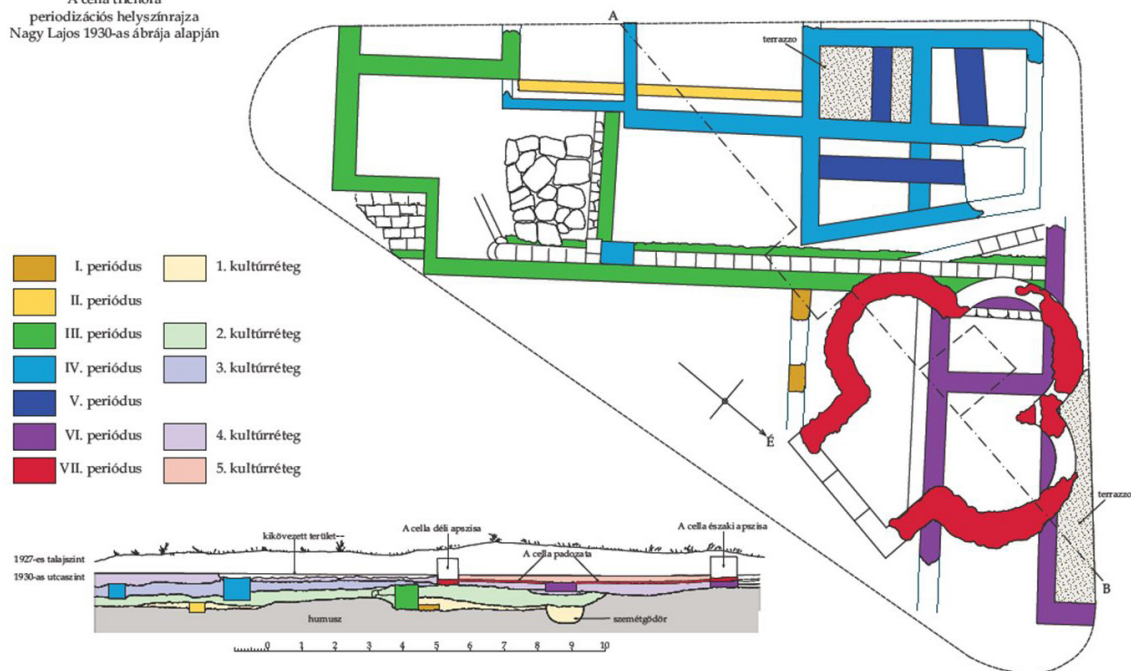 A cella trichora
periodizációs helyszínrajza
Nagy Lajos 1930-as ábrája alapján
A
terrazzo
I. periódus
1. kultúrréteg
II. periódus
III. periódus
2. kultúrréteg
IV. periódus
3. kultúrréteg
V. periódus
VI. periódus
4. kultúrréteg
VII. periódus
5. kultúrréteg
É
terrazzo
B
A cella déli apszisa
A cella északi apszisa
kikövezett terület
A cella padozata
1927-es talajszint
1930-as utcaszint
humusz
szemétgödör
0 1 2 3 4 5 6 7 8 9 10